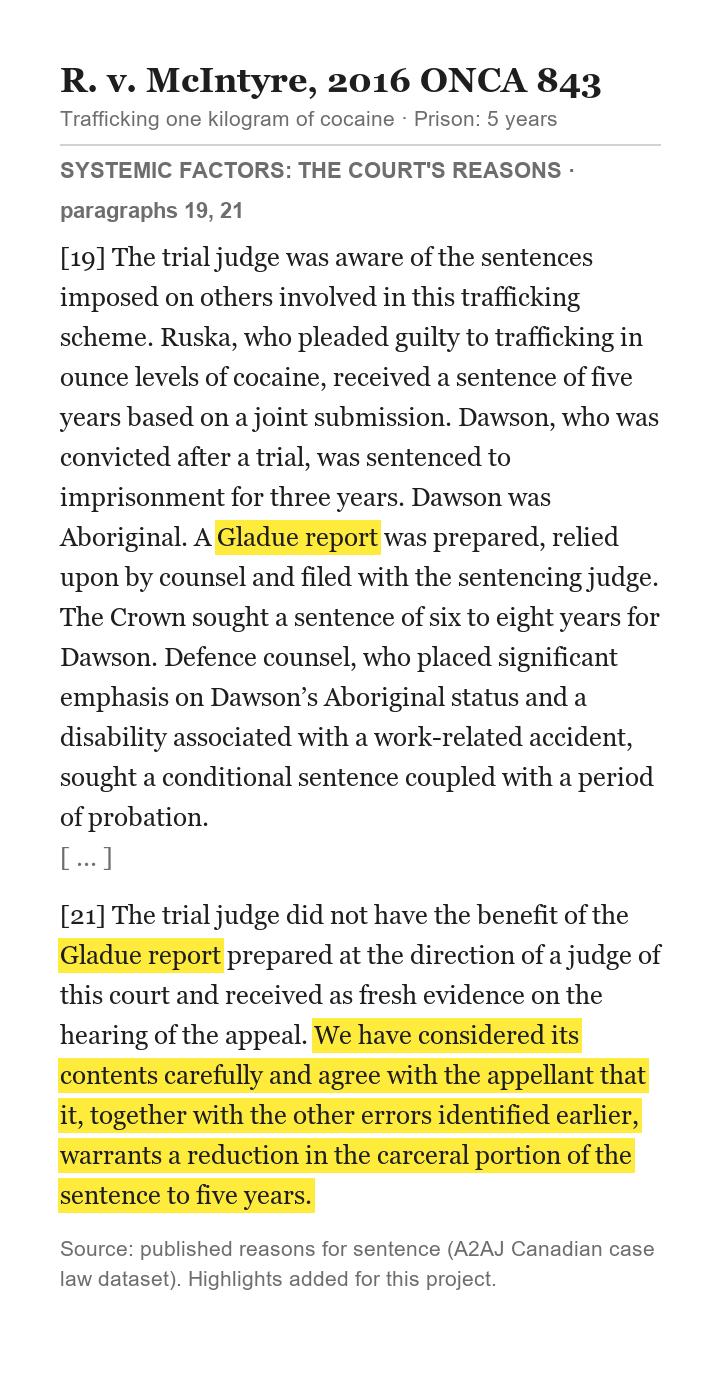 R. v. McIntyre, 2016 ONCA 843
Trafficking one kilogram of cocaine · Prison: 5 years
SYSTEMIC FACTORS: THE COURT'S REASONS ·
paragraphs 19, 21
[19] The trial judge was aware of the sentences
imposed on others involved in this trafficking
scheme. Ruska, who pleaded guilty to trafficking in
ounce levels of cocaine, received a sentence of five
years based on a joint submission. Dawson, who was
convicted after a trial, was sentenced to
imprisonment for three years. Dawson was
Aboriginal. A Gladue report was prepared, relied
upon by counsel and filed with the sentencing judge.
The Crown sought a sentence of six to eight years for
Dawson. Defence counsel, who placed significant
emphasis on Dawson’s Aboriginal status and a
disability associated with a work-related accident,
sought a conditional sentence coupled with a period
of probation.
[ ... ]
[21] The trial judge did not have the benefit of the
Gladue report prepared at the direction of a judge of
this court and received as fresh evidence on the
hearing of the appeal. We have considered its
contents carefully and agree with the appellant that
it, together with the other errors identified earlier,
warrants a reduction in the carceral portion of the
sentence to five years.
Source: published reasons for sentence (A2AJ Canadian case
law dataset). Highlights added for this project.